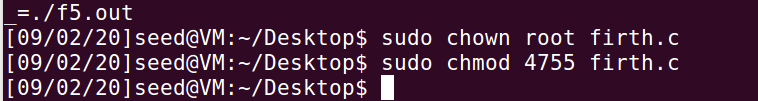 _=./f5.out
[09/02/20]seed@VM:~/Desktop$ sudo chown root firth.c
[09/02/20]seed@VM:~/Desktop$ sudo chmod 4755 firth.c
[09/02/20]seed@VM:~/Desktop$